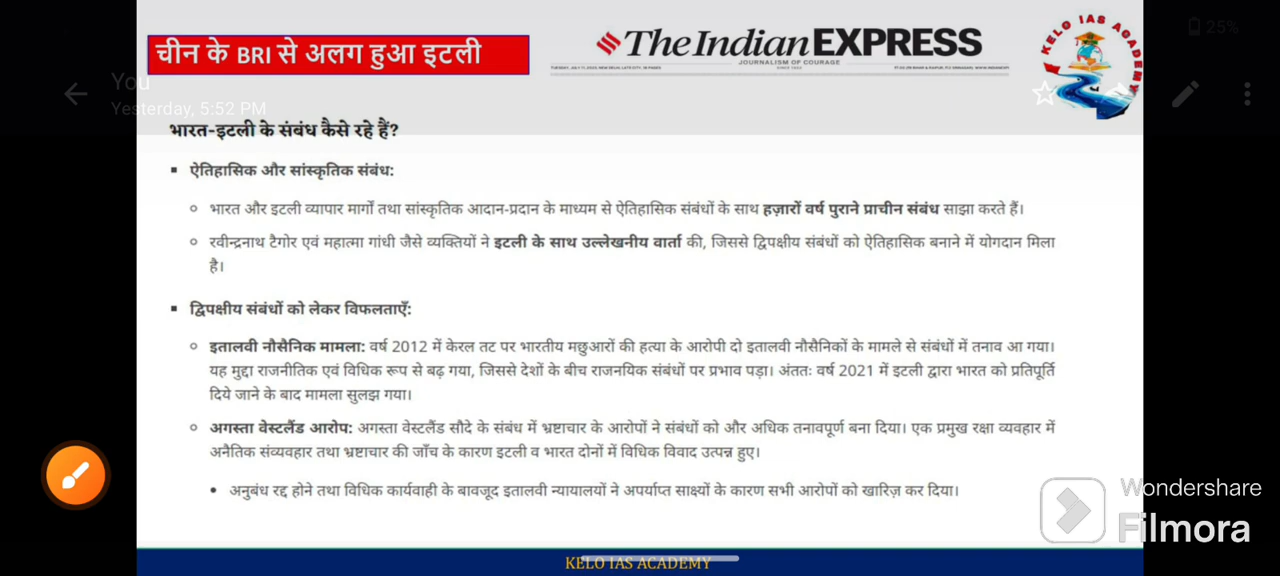 चीन के BRI से अलग हुआ इटली
The Indian EXPRESS
JOURNALISM OF COURAGE
SINCE 1932
KELO IAS ACADEMY
25%
You
Yesterday, 5:52 PM
भारत-इटली के संबंध कैसे रहे हैं?
ऐतिहासिक और सांस्कृतिक संबंध:
भारत और इटली व्यापार मार्गों तथा सांस्कृतिक आदान-प्रदान के माध्यम से ऐतिहासिक संबंधों के साथ हज़ारों वर्ष पुराने प्राचीन संबंध साझा करते हैं।
रवीन्द्रनाथ टैगोर एवं महात्मा गांधी जैसे व्यक्तियों ने इटली के साथ उल्लेखनीय वार्ता की, जिससे द्विपक्षीय संबंधों को ऐतिहासिक बनाने में योगदान मिला
है।
द्विपक्षीय संबंधों को लेकर विफलताएँ:
इतालवी नौसैनिक मामला: वर्ष 2012 में केरल तट पर भारतीय मछुआरों की हत्या के आरोपी दो इतालवी नौसैनिकों के मामले से संबंधों में तनाव आ गया।
यह मुद्दा राजनीतिक एवं विधिक रूप से बढ़ गया, जिससे देशों के बीच राजनयिक संबंधों पर प्रभाव पड़ा। अंततः वर्ष 2021 में इटली द्वारा भारत को प्रतिपूर्ति
दिये जाने के बाद मामला सुलझ गया।
अगस्ता वेस्टलैंड आरोप: अगस्ता वेस्टलैंड सौदे के संबंध में भ्रष्टाचार के आरोपों ने संबंधों को और अधिक तनावपूर्ण बना दिया। एक प्रमुख रक्षा व्यवहार में
अनैतिक संव्यवहार तथा भ्रष्टाचार की जाँच के कारण इटली व भारत दोनों में विधिक विवाद उत्पन्न हुए।
अनुबंध रद्द होने तथा विधिक कार्यवाही के बावजूद इतालवी न्यायालयों ने अपर्याप्त साक्ष्यों के कारण सभी आरोपों को खारिज़ कर दिया।
Wondershare
Filmora
KELO IAS ACADEMY